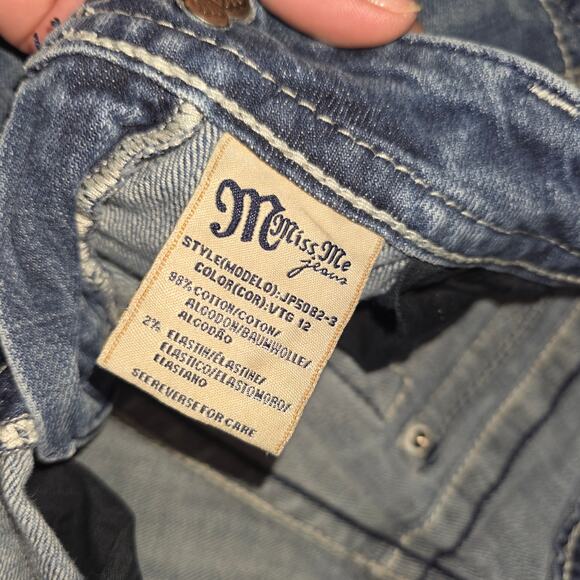 M Miss Me
jeans
STYLE(MODELO): JP5082-3
COLOR(COR): VTG 12
98% COTTON/COTON/
ALGODON/BAUMWOLLE/
ALGODÃO
2% ELASTIN/ÉLASTINE/
ELASTICO/ELASTOMORO/
ELASTANO
SEE REVERSE FOR CARE